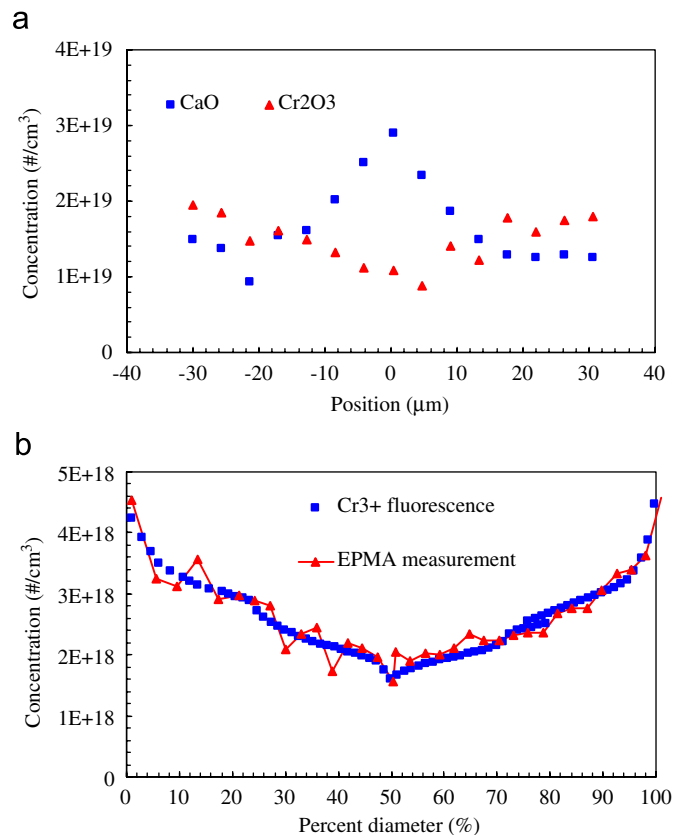 a
4E+19
CaO
Cr2O3
3E+19
2E+19
1E+19
0
Concentration (#/cm³)
-40 -30 -20 -10 0 10 20 30 40
Position (µm)
b
5E+18
Cr3+ fluorescence
4E+18
EPMA measurement
3E+18
2E+18
1E+18
0
Concentration (#/cm³)
0 10 20 30 40 50 60 70 80 90 100
Percent diameter (%)